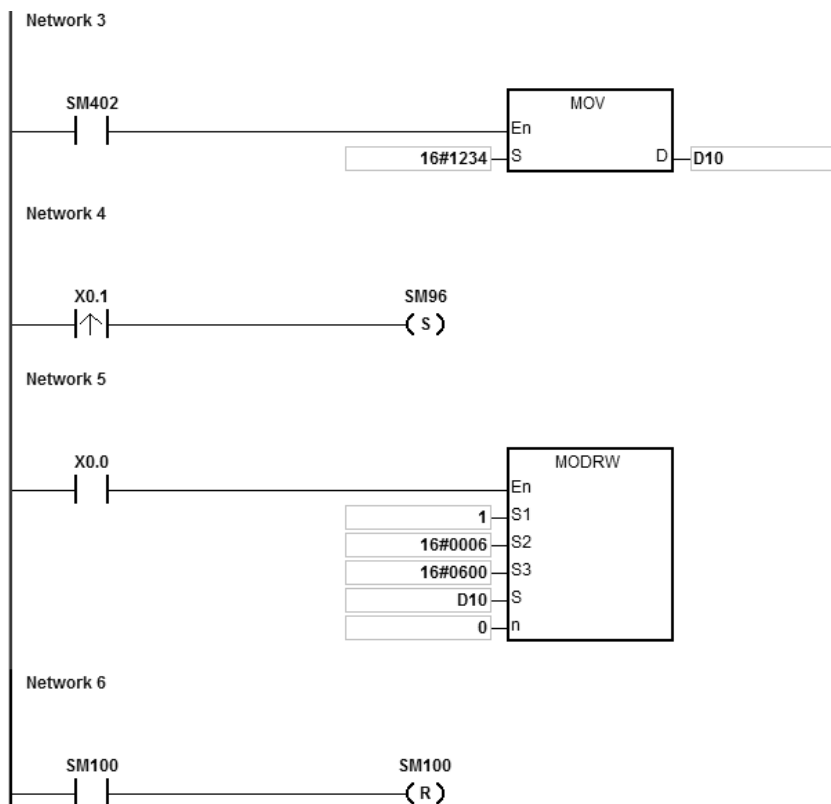 Network 3
SM402
MOV
En
16#1234 S D D10
Network 4
X0.1 SM96
S
Network 5
X0.0
MODRW
En
1 S1
16#0006 S2
16#0600 S3
D10 S
0 n
Network 6
SM100 SM100
R